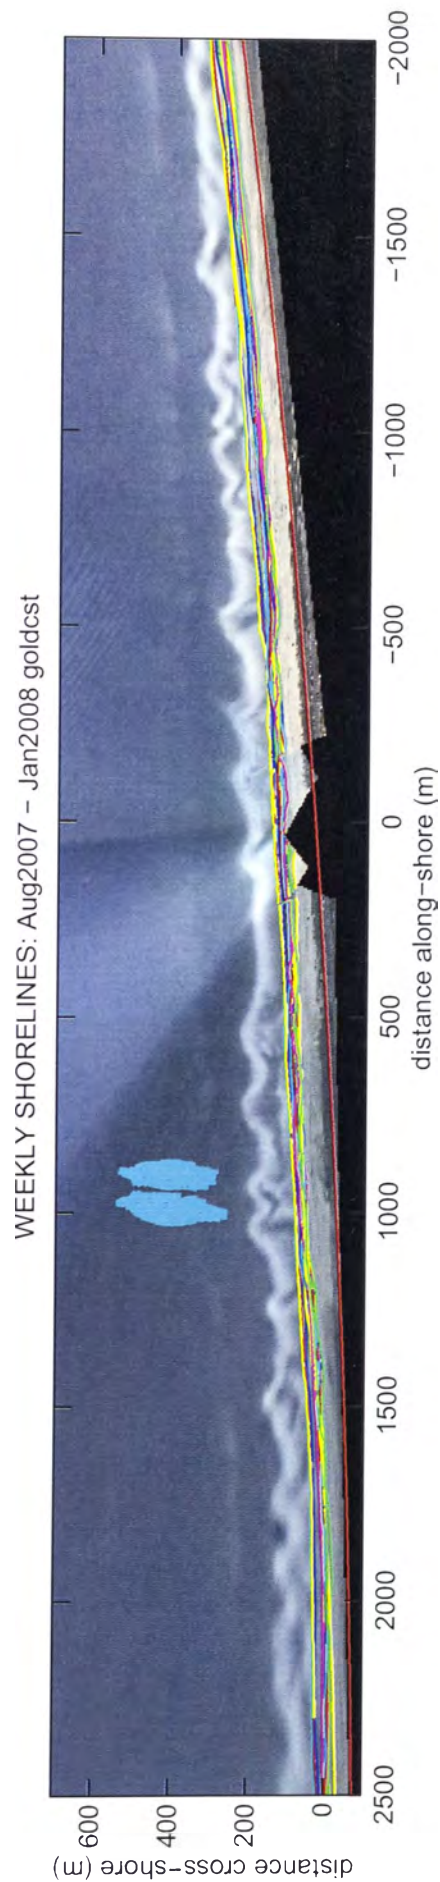 WEEKLY SHORELINES: Aug2007 - Jan2008 goldcst
distance cross-shore (m)
600
400
200
0
2500 2000 1500 1000 500 0 -500 -1000 -1500 -2000
distance along-shore (m)